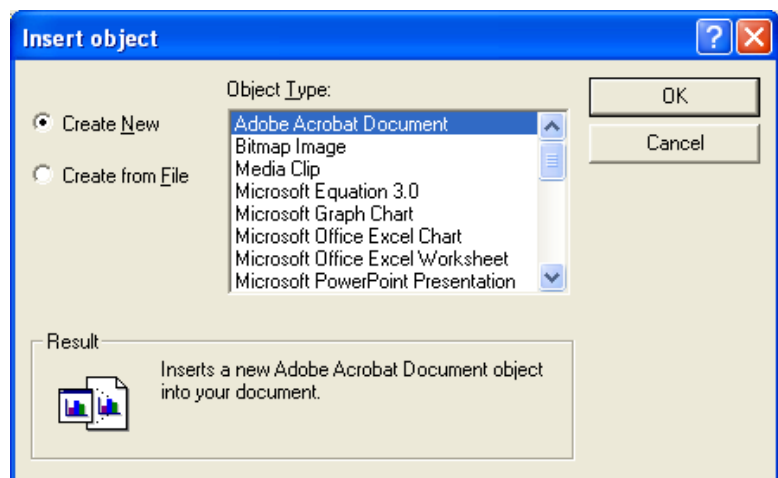 Insert object
Object Type:
Create New
Create from File
Adobe Acrobat Document
Bitmap Image
Media Clip
Microsoft Equation 3.0
Microsoft Graph Chart
Microsoft Office Excel Chart
Microsoft Office Excel Worksheet
Microsoft PowerPoint Presentation
OK
Cancel
Result
Inserts a new Adobe Acrobat Document object
into your document.